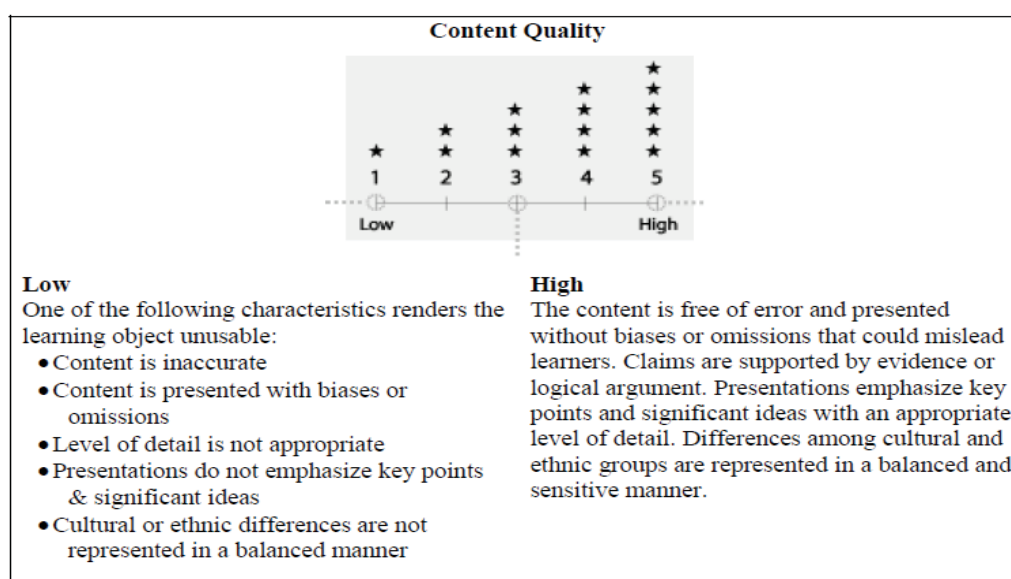 Content Quality
1 2 3 4 5
Low High
Low
One of the following characteristics renders the
learning object unusable:
• Content is inaccurate
• Content is presented with biases or
omissions
• Level of detail is not appropriate
• Presentations do not emphasize key points
& significant ideas
• Cultural or ethnic differences are not
represented in a balanced manner
High
The content is free of error and presented
without biases or omissions that could mislead
learners. Claims are supported by evidence or
logical argument. Presentations emphasize key
points and significant ideas with an appropriate
level of detail. Differences among cultural and
ethnic groups are represented in a balanced and
sensitive manner.